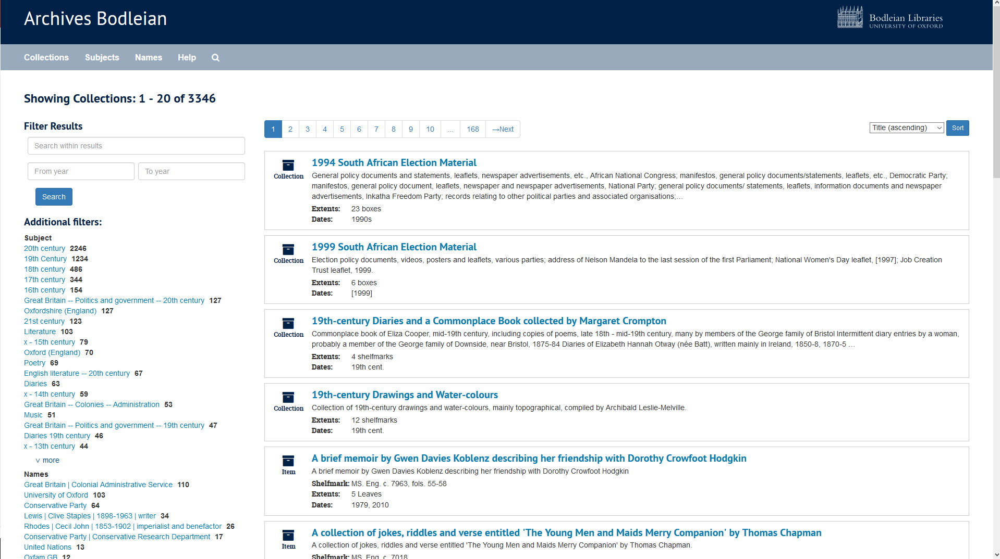 Archives Bodleian
Bodleian Libraries
UNIVERSITY OF OXFORD
Collections
Subjects
Names
Help
Showing Collections: 1 - 20 of 3346
Filter Results
Search within results
From year
To year
Search
Additional filters:
Subject
20th century 2246
19th Century 1234
18th century 486
17th century 344
16th century 154
Great Britain -- Politics and government -- 20th century 127
Oxfordshire (England) 127
21st century 123
Literature 103
x - 15th century 79
Oxford (England) 70
Poetry 69
English literature -- 20th century 67
Diaries 63
x - 14th century 59
Great Britain -- Colonies -- Administration 53
Music 51
Great Britain -- Politics and government -- 19th century 47
Diaries 19th century 46
x - 13th century 44
∨ more
Names
Great Britain | Colonial Administrative Service 110
University of Oxford 103
Conservative Party 64
Lewis | Clive Staples | 1898-1963 | writer 34
Rhodes | Cecil John | 1853-1902 | imperialist and benefactor 26
Conservative Party | Conservative Research Department 17
United Nations 13
Oxfam GB 12
1 2 3 4 5 6 7 8 9 10 ... 168 →Next
Title (ascending)
Sort
Collection
1994 South African Election Material
General policy documents and statements, leaflets, newspaper advertisements, etc., African National Congress; manifestos, general policy documents/statements, leaflets, etc., Democratic Party;
manifestos, general policy document, leaflets, newspaper and newspaper advertisements, National Party; general policy documents/ statements, leaflets, information documents and newspaper
advertisements, Inkatha Freedom Party; records relating to other political parties and associated organisations;...
Extents: 23 boxes
Dates: 1990s
Collection
1999 South African Election Material
Election policy documents, videos, posters and leaflets, various parties; address of Nelson Mandela to the last session of the first Parliament; National Women's Day leaflet, [1997]; Job Creation
Trust leaflet, 1999.
Extents: 6 boxes
Dates: [1999]
Collection
19th-century Diaries and a Commonplace Book collected by Margaret Crompton
Commonplace book of Eliza Cooper, mid-19th century, including copies of poems, late 18th - mid-19th century, many by members of the George family of Bristol Intermittent diary entries by a woman,
probably a member of the George family of Downside, near Bristol, 1875-84 Diaries of Elizabeth Hannah Otway (née Batt), written mainly in Ireland, 1850-8, 1870-5 ...
Extents: 4 shelfmarks
Dates: 19th cent.
Collection
19th-century Drawings and Water-colours
Collection of 19th-century drawings and water-colours, mainly topographical, compiled by Archibald Leslie-Melville.
Extents: 12 shelfmarks
Dates: 19th cent.
Item
A brief memoir by Gwen Davies Koblenz describing her friendship with Dorothy Crowfoot Hodgkin
A brief memoir by Gwen Davies Koblenz describing her friendship with Dorothy Crowfoot Hodgkin
Shelfmark: MS. Eng. c. 7963, fols. 55-58
Extents: 5 Leaves
Dates: 1979, 2010
Item
A collection of jokes, riddles and verse entitled 'The Young Men and Maids Merry Companion' by Thomas Chapman
A collection of jokes, riddles and verse entitled 'The Young Men and Maids Merry Companion' by Thomas Chapman.
Shelfmark: MS. Eng. c. 7018